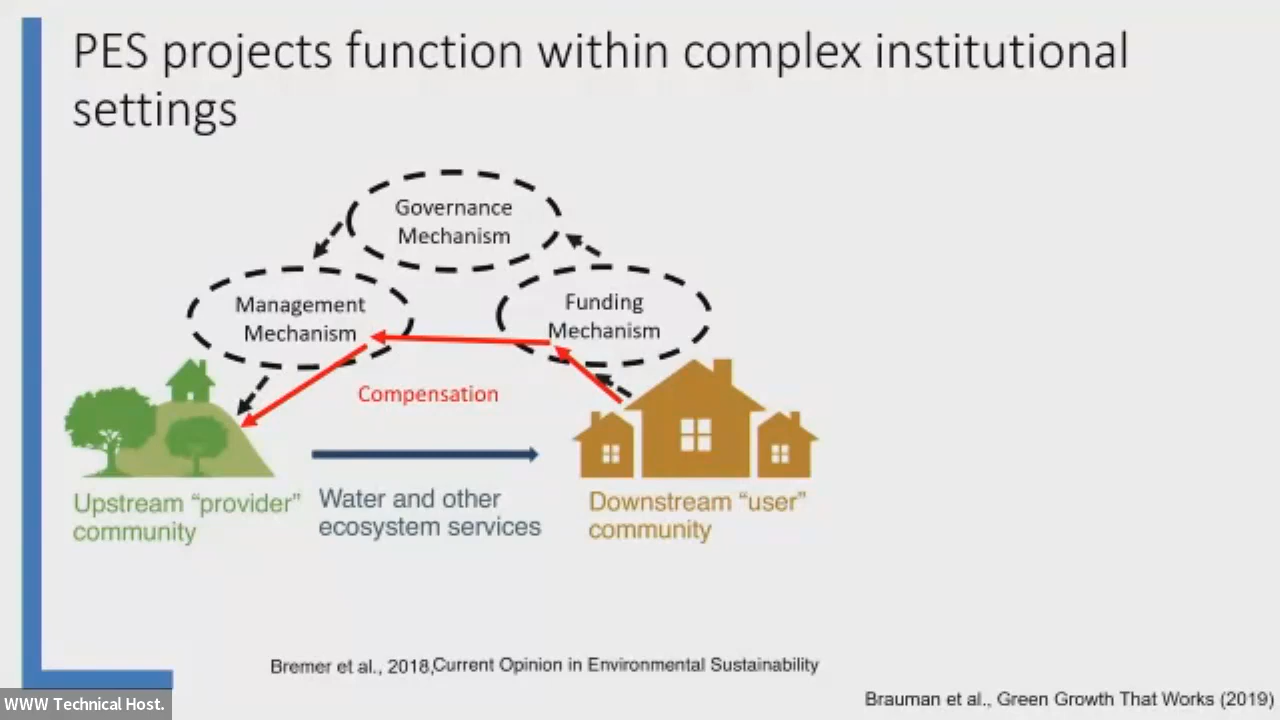 PES projects function within complex institutional
settings
Governance
Mechanism
Management
Mechanism
Funding
Mechanism
Compensation
Upstream “provider”
community
Water and other
ecosystem services
Downstream “user”
community
Bremer et al., 2018,Current Opinion in Environmental Sustainability
Brauman et al., Green Growth That Works (2019)
WWW Technical Host.